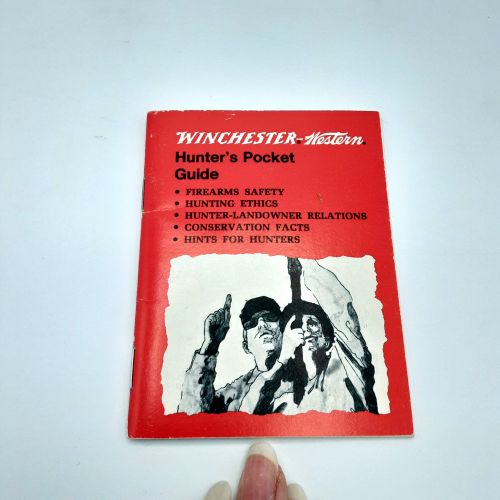 WINCHESTER-Western.
Hunter's Pocket
Guide
• FIREARMS SAFETY
• HUNTING ETHICS
• HUNTER-LANDOWNER RELATIONS
• CONSERVATION FACTS
• HINTS FOR HUNTERS